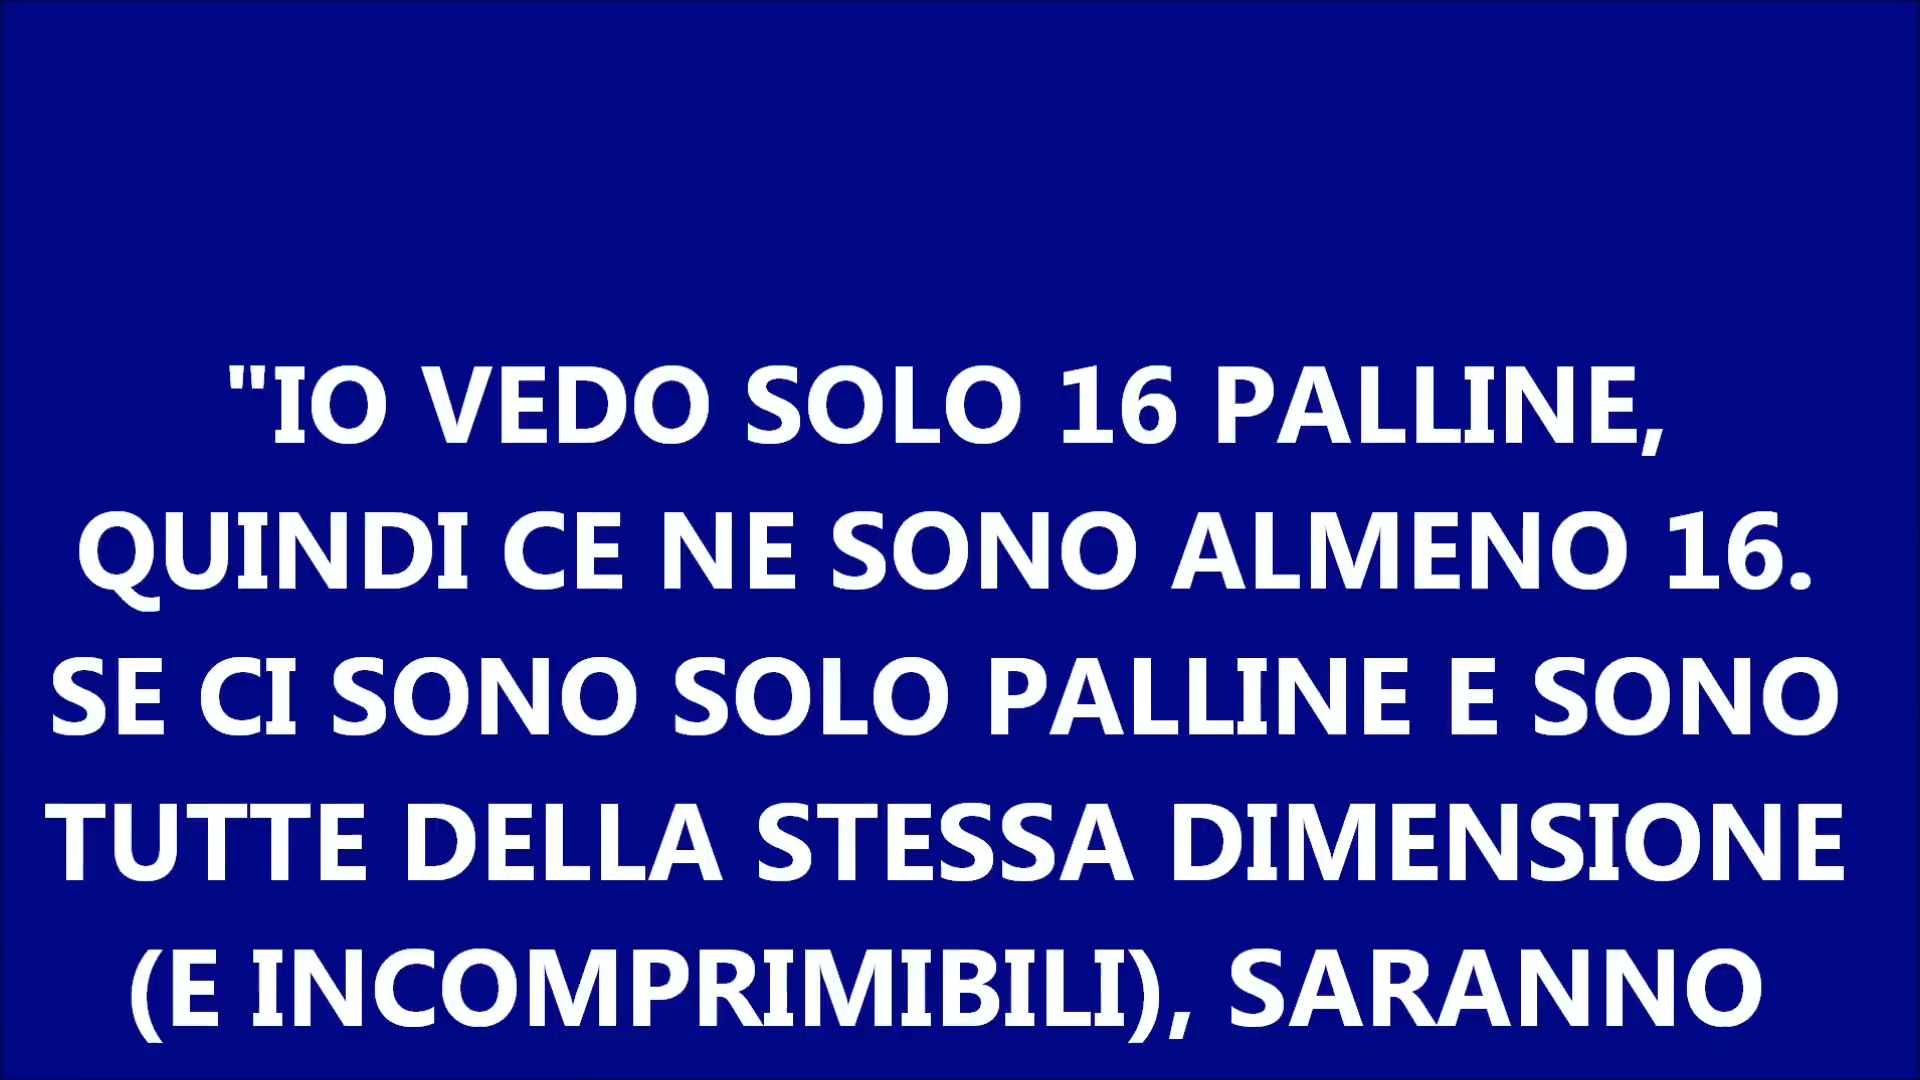 "IO VEDO SOLO 16 PALLINE,
QUINDI CE NE SONO ALMENO 16.
SE CI SONO SOLO PALLINE E SONO
TUTTE DELLA STESSA DIMENSIONE
(E INCOMPRIMIBILI), SARANNO